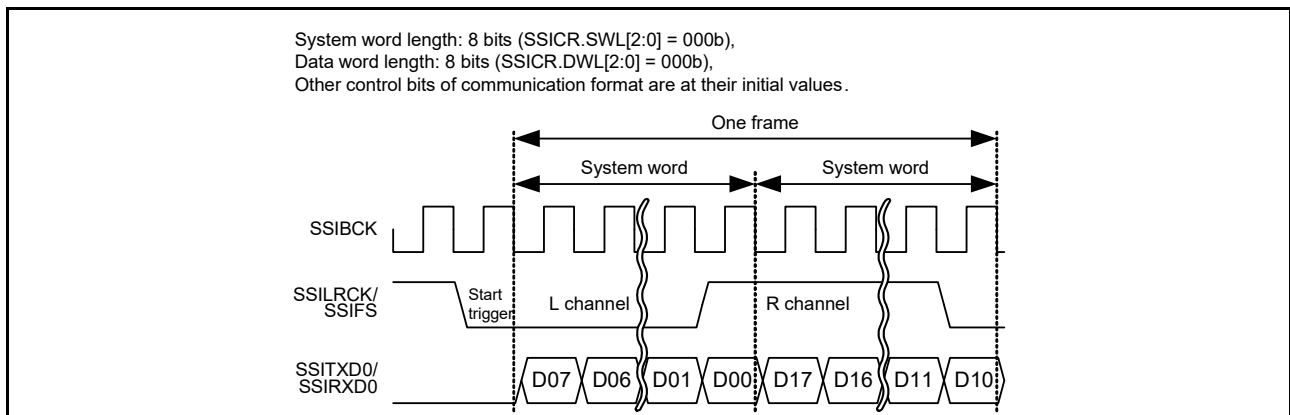 System word length: 8 bits (SSICR.SWL[2:0] = 000b),
Data word length: 8 bits (SSICR.DWL[2:0] = 000b),
Other control bits of communication format are at their initial values.
One frame
System word System word
SSIBCK
SSILRCK/
SSIFS
Start
trigger
L channel R channel
SSITXD0/
SSIRXD0
D07 D06 D01 D00 D17 D16 D11 D10